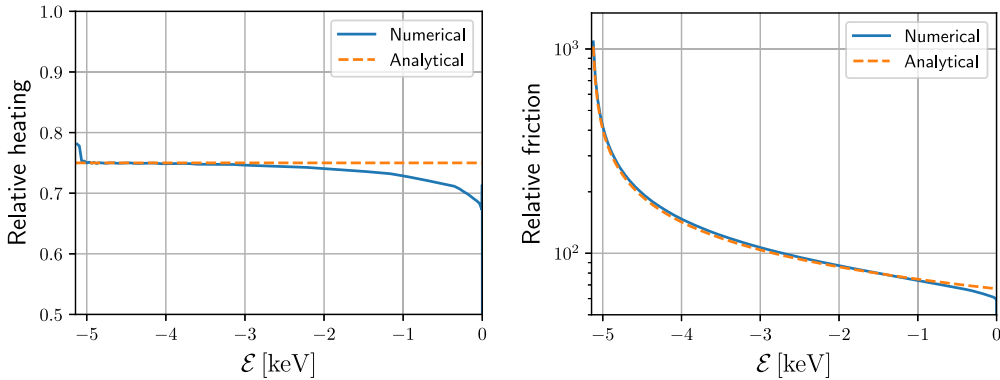 Relative heating
1.0
0.9
0.8
0.7
0.6
0.5
−5
−4
−3
−2
−1
0
ℰ [keV]
Numerical
Analytical
Relative friction
10³
10²
−5
−4
−3
−2
−1
0
ℰ [keV]
Numerical
Analytical